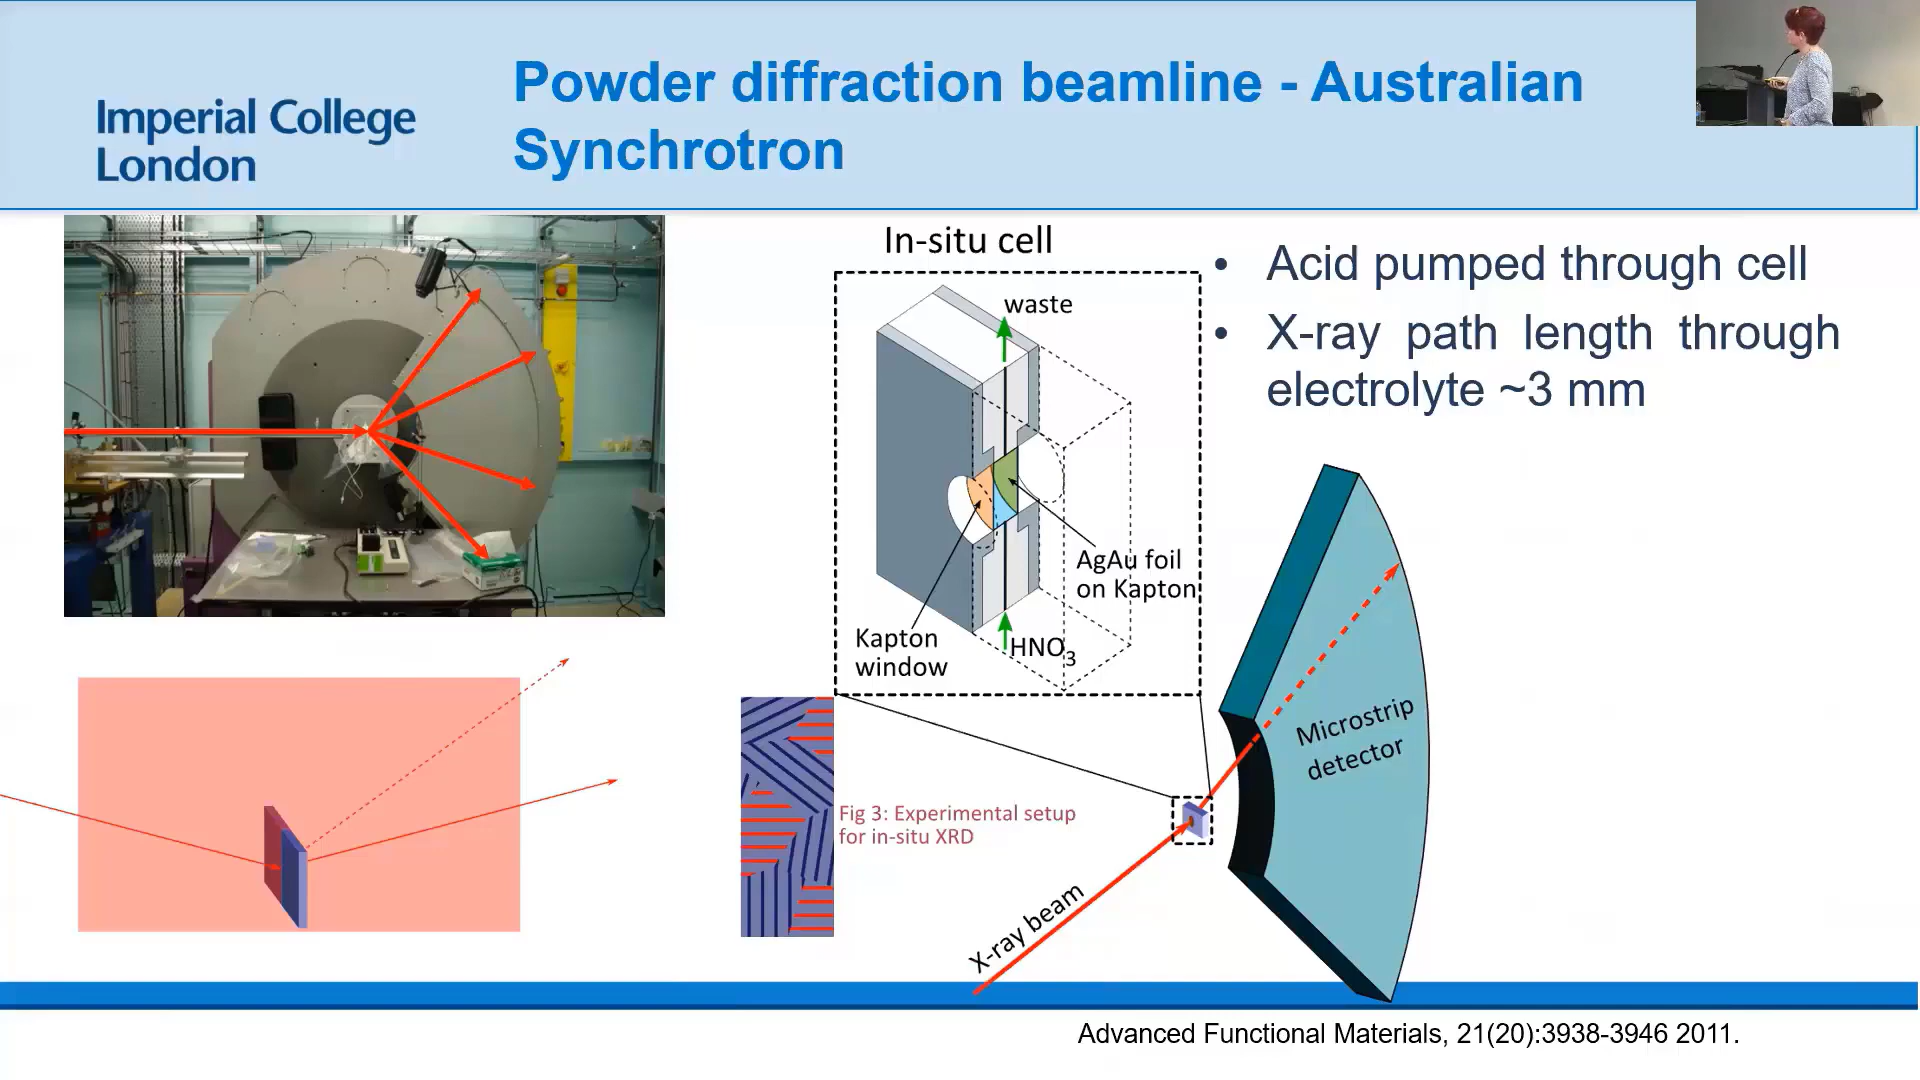 Imperial College
London
Powder diffraction beamline - Australian
Synchrotron
In-situ cell
waste
AgAu foil
on Kapton
Kapton
window
HNO3
• Acid pumped through cell
• X-ray path length through
electrolyte ~3 mm
Microstrip
detector
Fig 3: Experimental setup
for in-situ XRD
X-ray beam
Advanced Functional Materials, 21(20):3938-3946 2011.